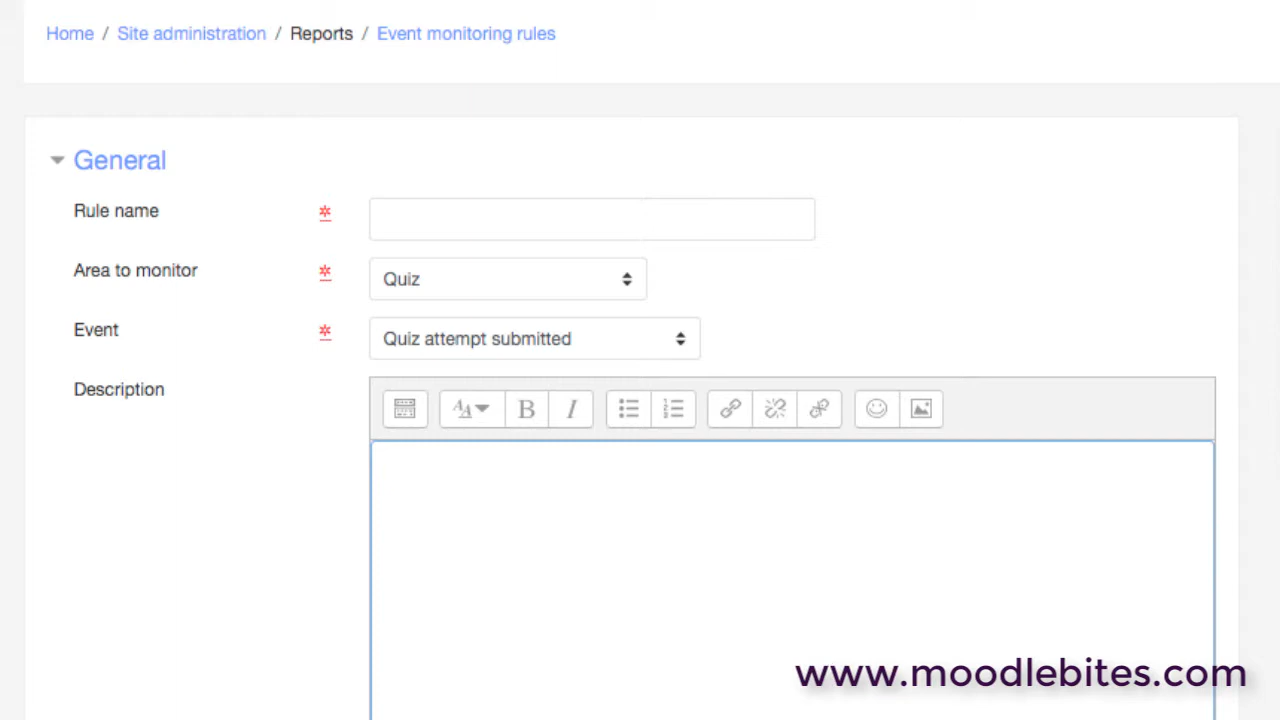 Home / Site administration / Reports / Event monitoring rules
General
Rule name
Area to monitor
Quiz
Event
Quiz attempt submitted
Description
B I
www.moodlebites.com